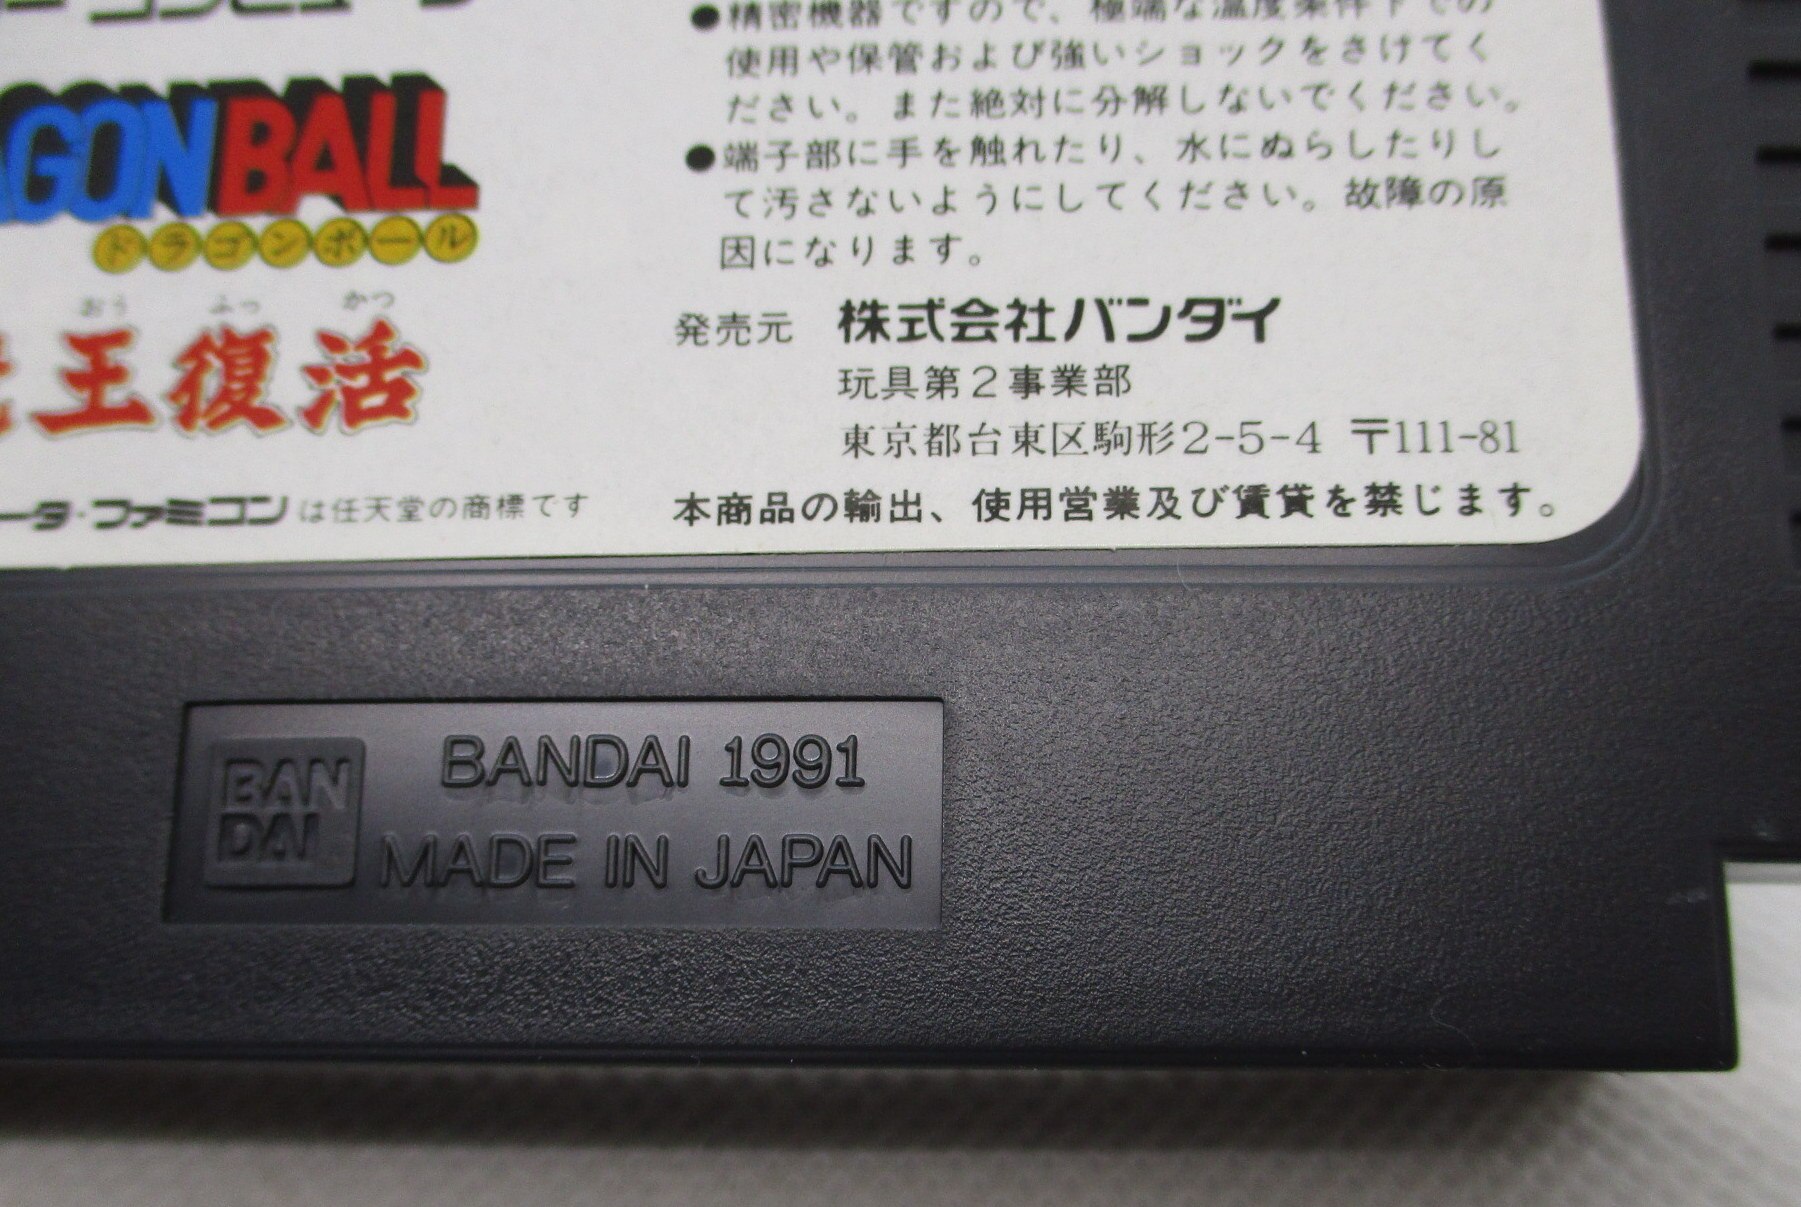 コンピュータ
AGONBALL
ドラゴンボール
おう ふっ かつ
王復活
ータ・ファミコンは任天堂の商標です
●精密機器ですので、極端な温度条件下での
使用や保管および強いショックをさけてく
ださい。また絶対に分解しないでください。
●端子部に手を触れたり、水にぬらしたりし
て汚さないようにしてください。故障の原
因になります。
発売元 株式会社バンダイ
玩具第2事業部
東京都台東区駒形2-5-4 〒111-81
本商品の輸出、使用営業及び賃貸を禁じます。
BAN
DAI
BANDAI 1991
MADE IN JAPAN